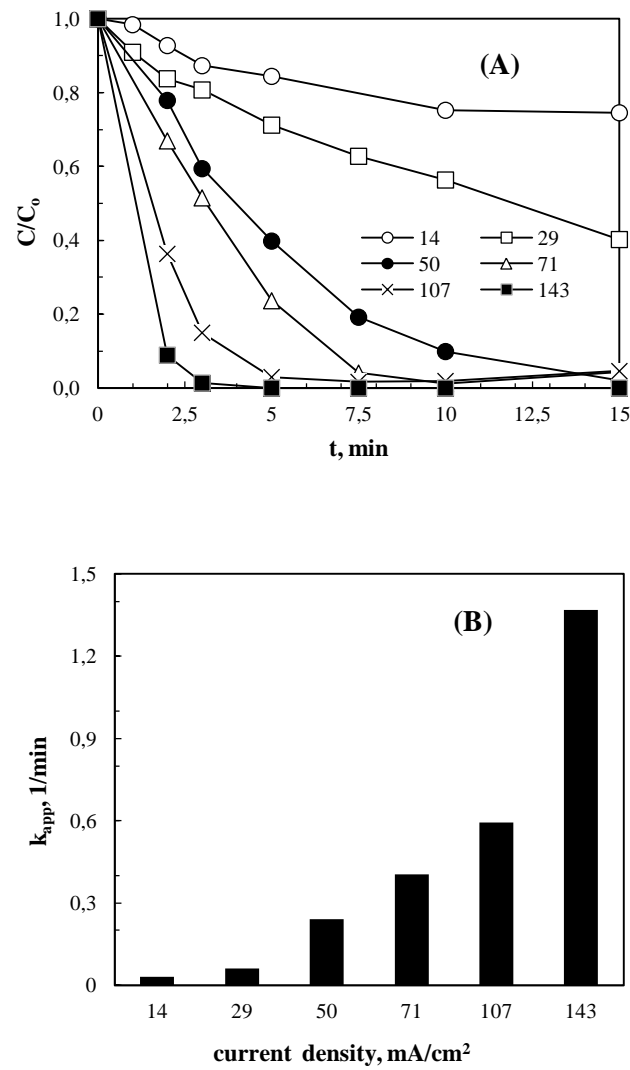 1,0
0,8
0,6
0,4
0,2
0,0
C/Co
(A)
14 29
50 71
107 143
0 2,5 5 7,5 10 12,5 15
t, min
1,5
1,2
0,9
0,6
0,3
0
kapp, 1/min
(B)
14 29 50 71 107 143
current density, mA/cm²